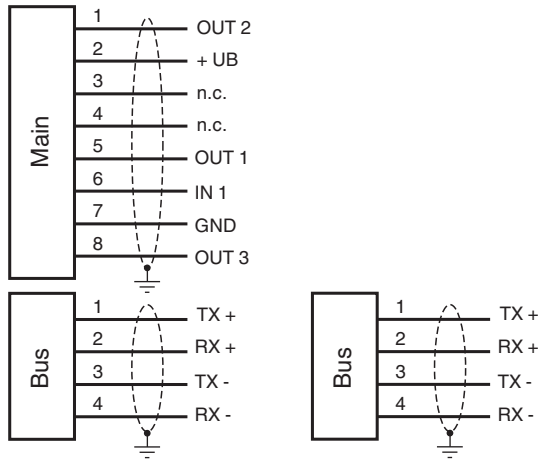 Main
1 OUT 2
2 + UB
3 n.c.
4 n.c.
5 OUT 1
6 IN 1
7 GND
8 OUT 3
Bus
1 TX +
2 RX +
3 TX -
4 RX -
Bus
1 TX +
2 RX +
3 TX -
4 RX -